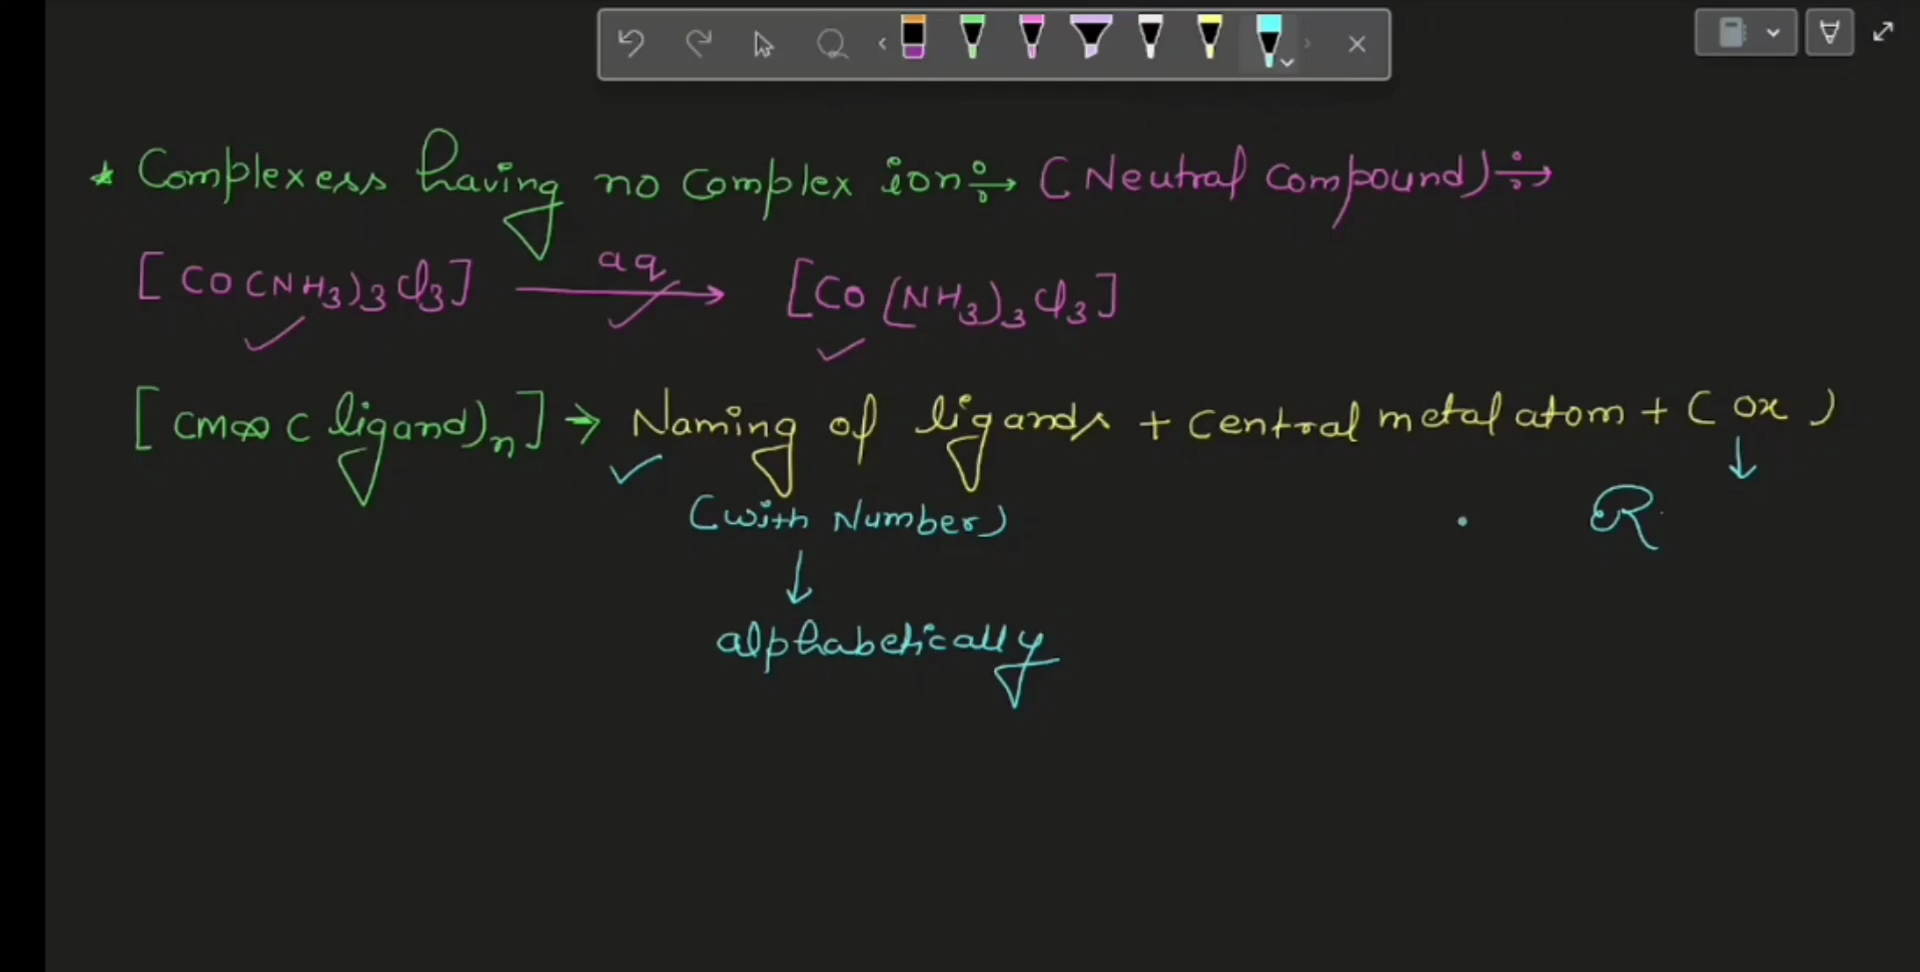 * Complexess having no complex ion ÷→ (Neutral compound) ÷→
[CO(NH3)3Cl3] aq→ [Co(NH3)3Cl3]
[CMA(ligand)n] → Naming of ligands + central metal atom + (ox)
↓
(with Number) R
↓
alphabetically